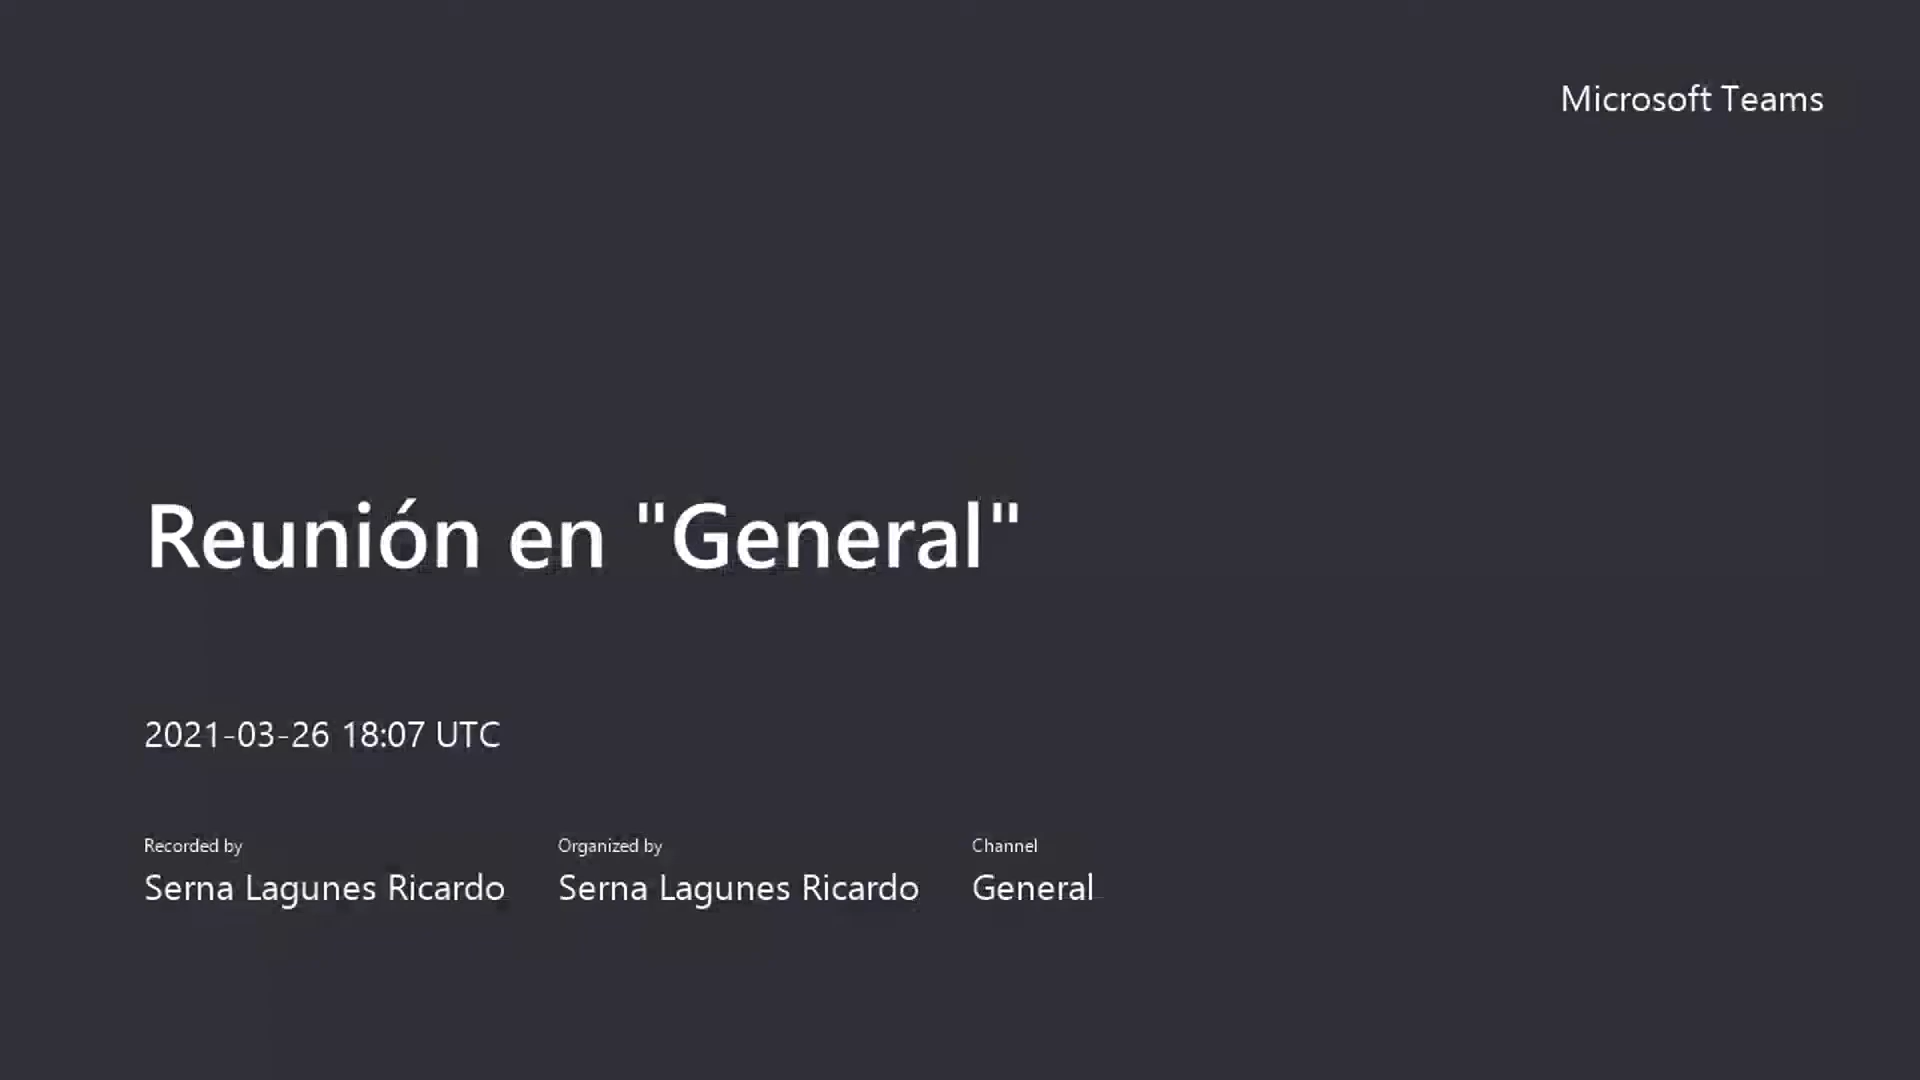 Microsoft Teams
Reunión en "General"
2021-03-26 18:07 UTC
Recorded by
Serna Lagunes Ricardo
Organized by
Serna Lagunes Ricardo
Channel
General